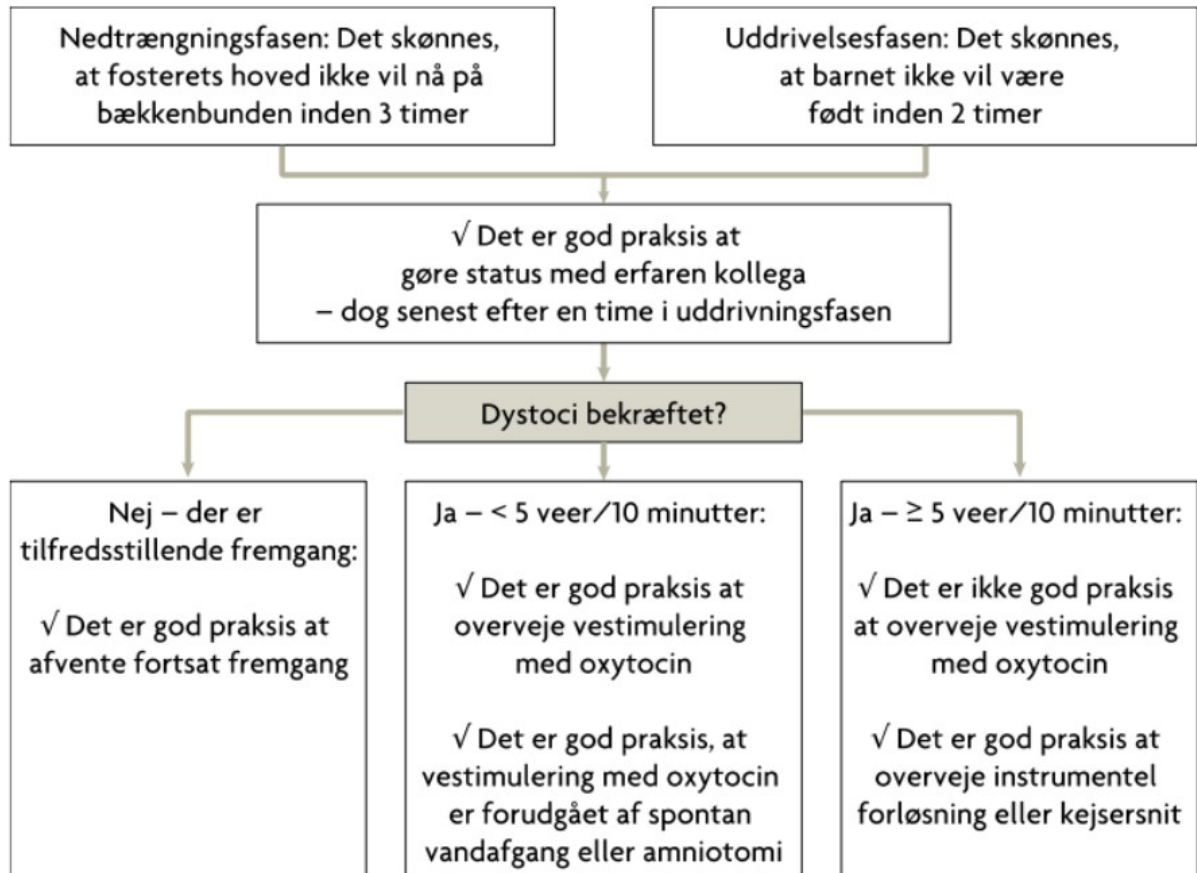 Nedtrængningsfasen: Det skønnes,
at fosterets hoved ikke vil nå på
bækkenbunden inden 3 timer
Uddrivelsesfasen: Det skønnes,
at barnet ikke vil være
født inden 2 timer
√ Det er god praksis at
gøre status med erfaren kollega
– dog senest efter en time i uddrivningsfasen
Dystoci bekræftet?
Nej – der er
tilfredsstillende fremgang:
√ Det er god praksis at
afvente fortsat fremgang
Ja – < 5 veer/10 minutter:
√ Det er god praksis at
overveje vestimulering
med oxytocin
√ Det er god praksis, at
vestimulering med oxytocin
er forudgået af spontan
vandafgang eller amniotomi
Ja – ≥ 5 veer/10 minutter:
√ Det er ikke god praksis
at overveje vestimulering
med oxytocin
√ Det er god praksis at
overveje instrumentel
forløsning eller kejsersnit